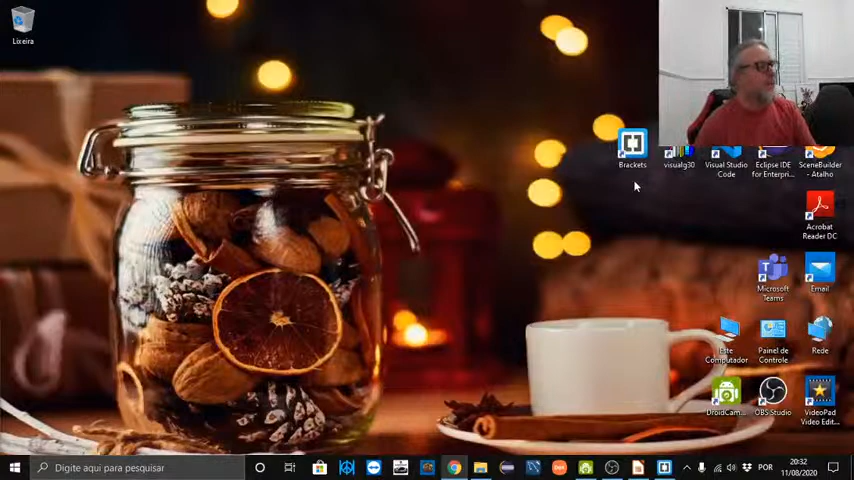 Lixeira
Brackets
visualg30
Visual Studio
Code
Eclipse IDE
for Enterpri...
SceneBuilder
- Atalho
Acrobat
Reader DC
Microsoft
Teams
Email
Este
Computador
Painel de
Controle
Rede
DroidCam...
OBS Studio
VideoPad
Video Edit...
Digite aqui para pesquisar
POR
20:32
11/08/2020